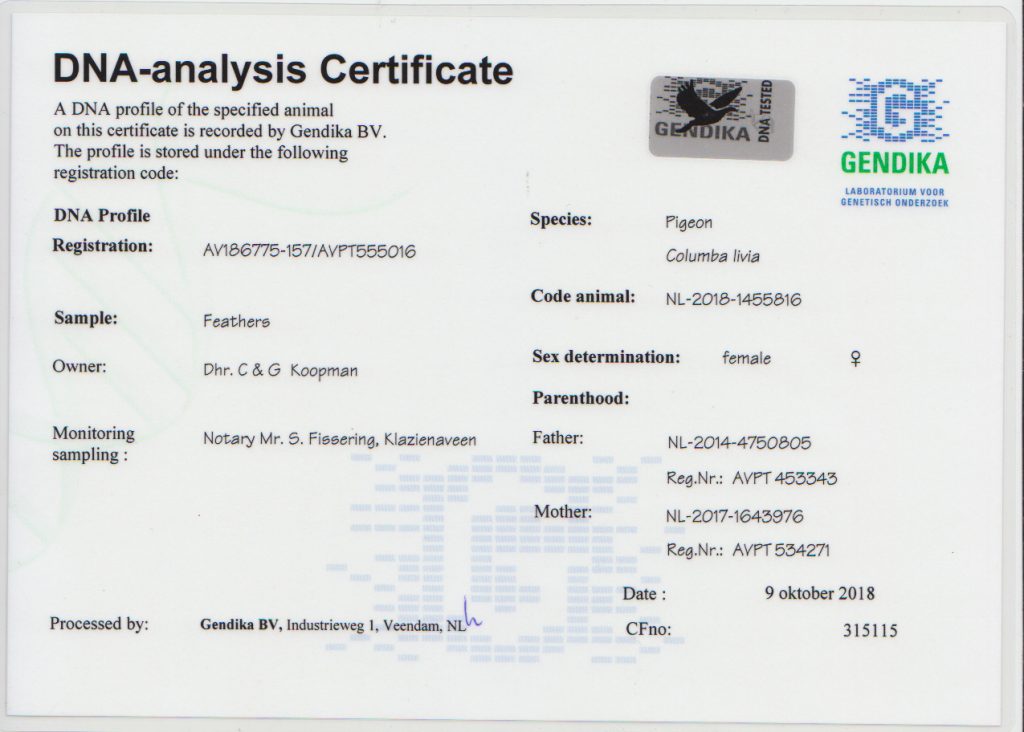 DNA-analysis Certificate
A DNA profile of the specified animal
on this certificate is recorded by Gendika BV.
The profile is stored under the following
registration code:
GENDIKA
DNA TESTED
G
GENDIKA
LABORATORIUM VOOR
GENETISCH ONDERZOEK
DNA Profile
Registration: AV186775-157/AVPT555016
Sample: Feathers
Owner: Dhr. C & G Koopman
Monitoring
sampling : Notary Mr. S. Fissering, Klazienaveen
Species: Pigeon
Columba livia
Code animal: NL-2018-1455816
Sex determination: female ♀
Parenthood:
Father: NL-2014-4750805
Reg.Nr.: AVPT 453343
Mother: NL-2017-1643976
Reg.Nr.: AVPT 534271
Date : 9 oktober 2018
CFno: 315115
Processed by: Gendika BV, Industrieweg 1, Veendam, NL